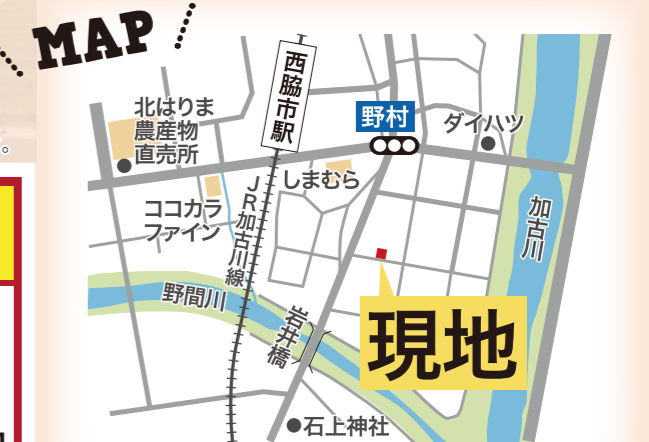 MAP
西脇市駅
北はりま
農産物
直売所
野村
ダイハツ
しまむら
ココカラ
ファイン
JR加古川線
加古川
野間川
岩井橋
現地
石上神社
。